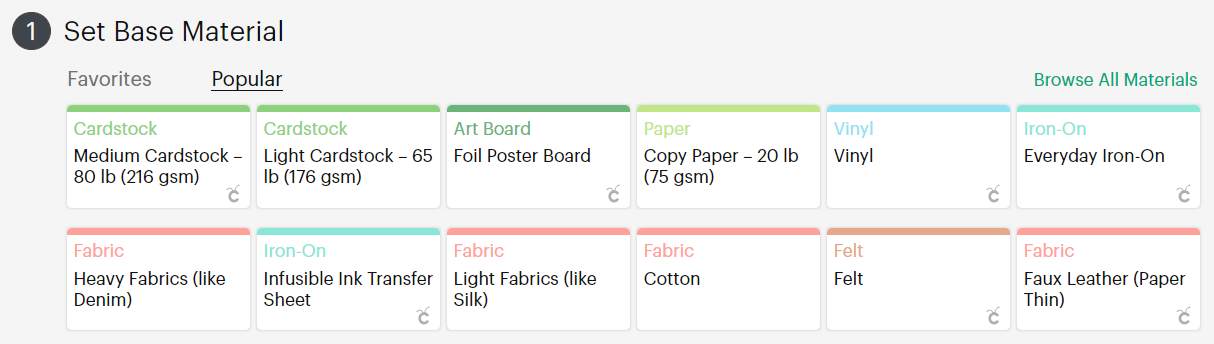 1 Set Base Material
Favorites Popular Browse All Materials
Cardstock Cardstock Art Board Paper Vinyl Iron-On
Medium Cardstock – Light Cardstock – 65 Foil Poster Board Copy Paper – 20 lb Vinyl Everyday Iron-On
80 lb (216 gsm) lb (176 gsm) (75 gsm)
Fabric Iron-On Fabric Fabric Felt Fabric
Heavy Fabrics (like Infusible Ink Transfer Light Fabrics (like Cotton Felt Faux Leather (Paper
Denim) Sheet Silk) Thin)